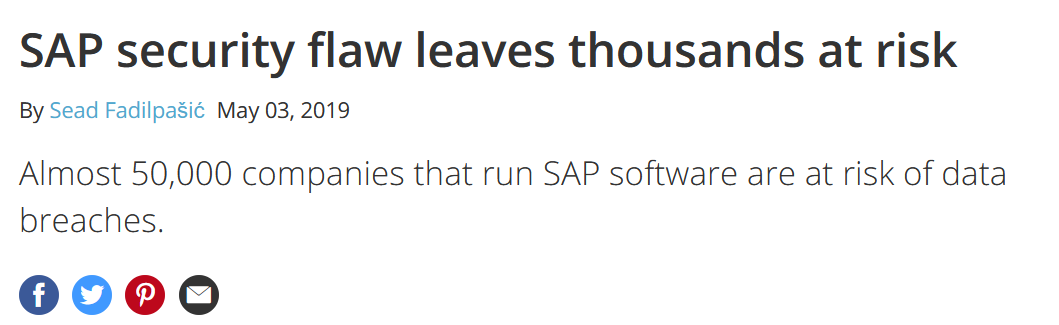 SAP security flaw leaves thousands at risk
By Sead Fadilpašić May 03, 2019
Almost 50,000 companies that run SAP software are at risk of data
breaches.